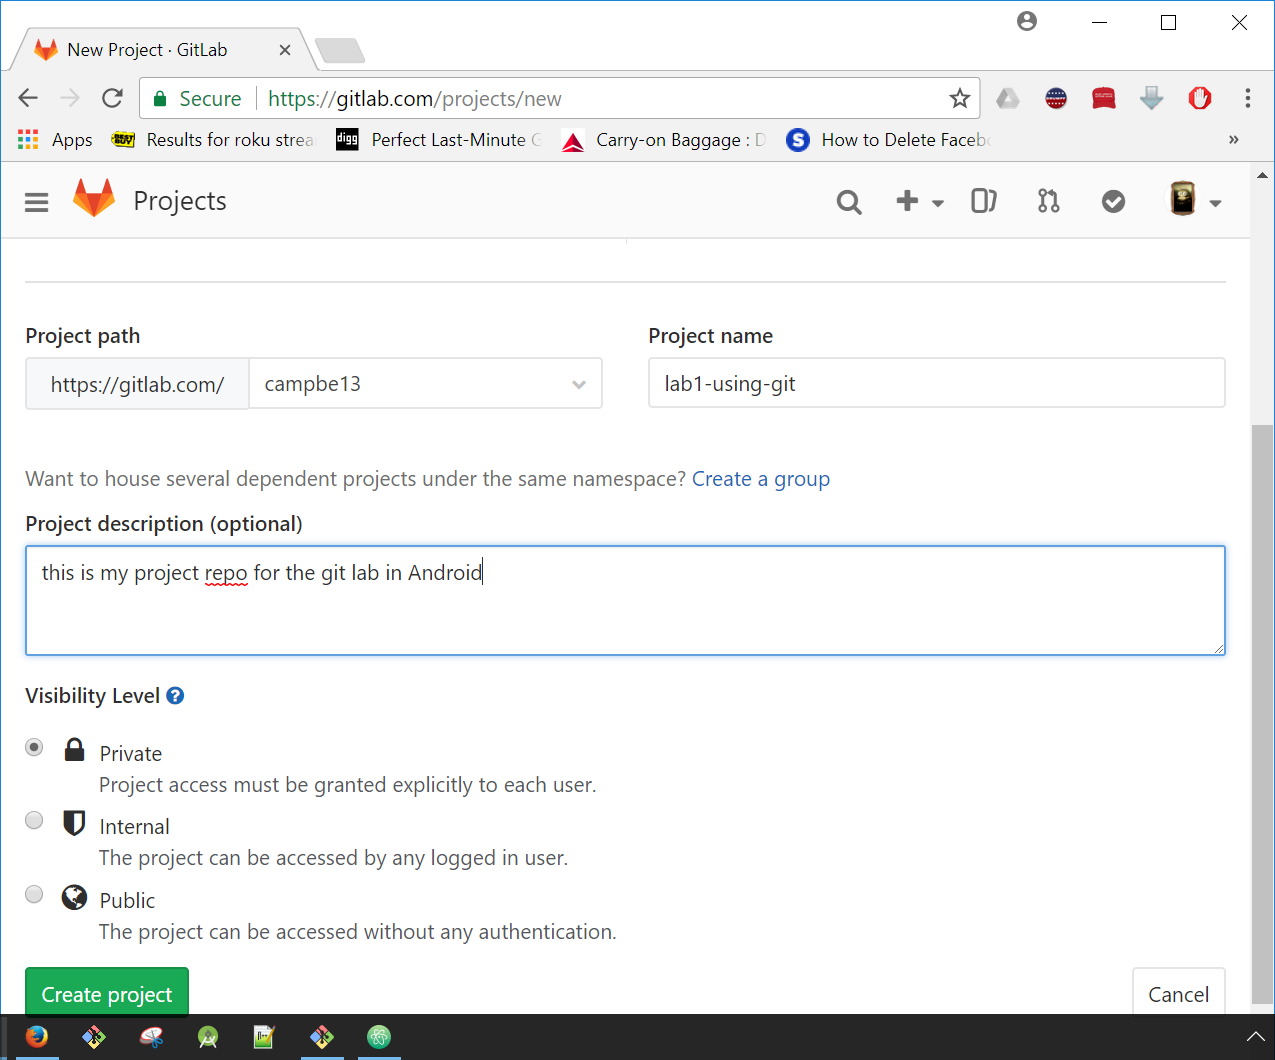 New Project · GitLab
Secure https://gitlab.com/projects/new
Apps BEST BUY Results for roku strea digg Perfect Last-Minute G Carry-on Baggage : D S How to Delete Facebo »
Projects
Project path Project name
https://gitlab.com/ campbe13 lab1-using-git
Want to house several dependent projects under the same namespace? Create a group
Project description (optional)
this is my project repo for the git lab in Android
Visibility Level ?
Private
Project access must be granted explicitly to each user.
Internal
The project can be accessed by any logged in user.
Public
The project can be accessed without any authentication.
Create project Cancel